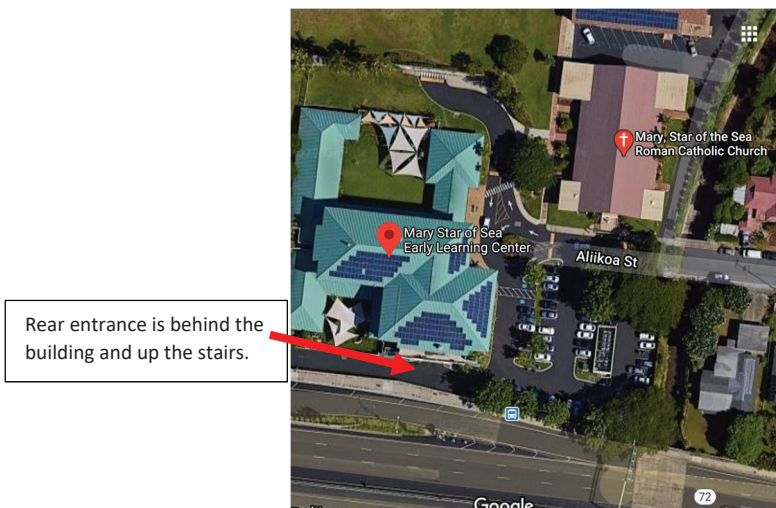 Mary, Star of the Sea
Roman Catholic Church
Mary Star of Sea
Early Learning Center
Aliikoa St
Rear entrance is behind the
building and up the stairs.
72
Google